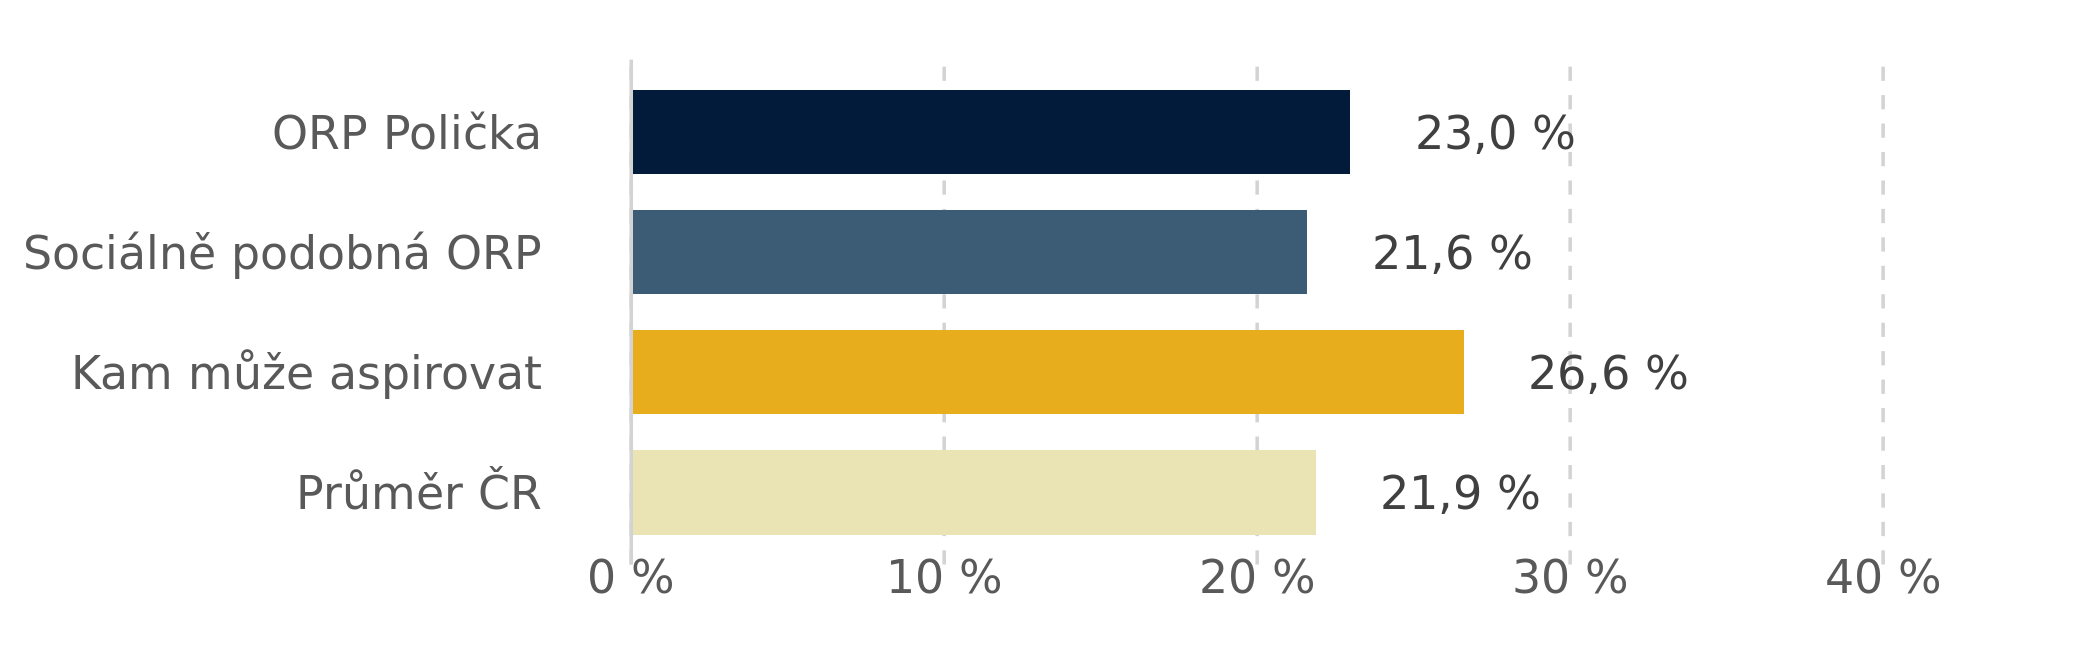 ORP Polička 23,0 %
Sociálně podobná ORP 21,6 %
Kam může aspirovat 26,6 %
Průměr ČR 21,9 %
0 % 10 % 20 % 30 % 40 %